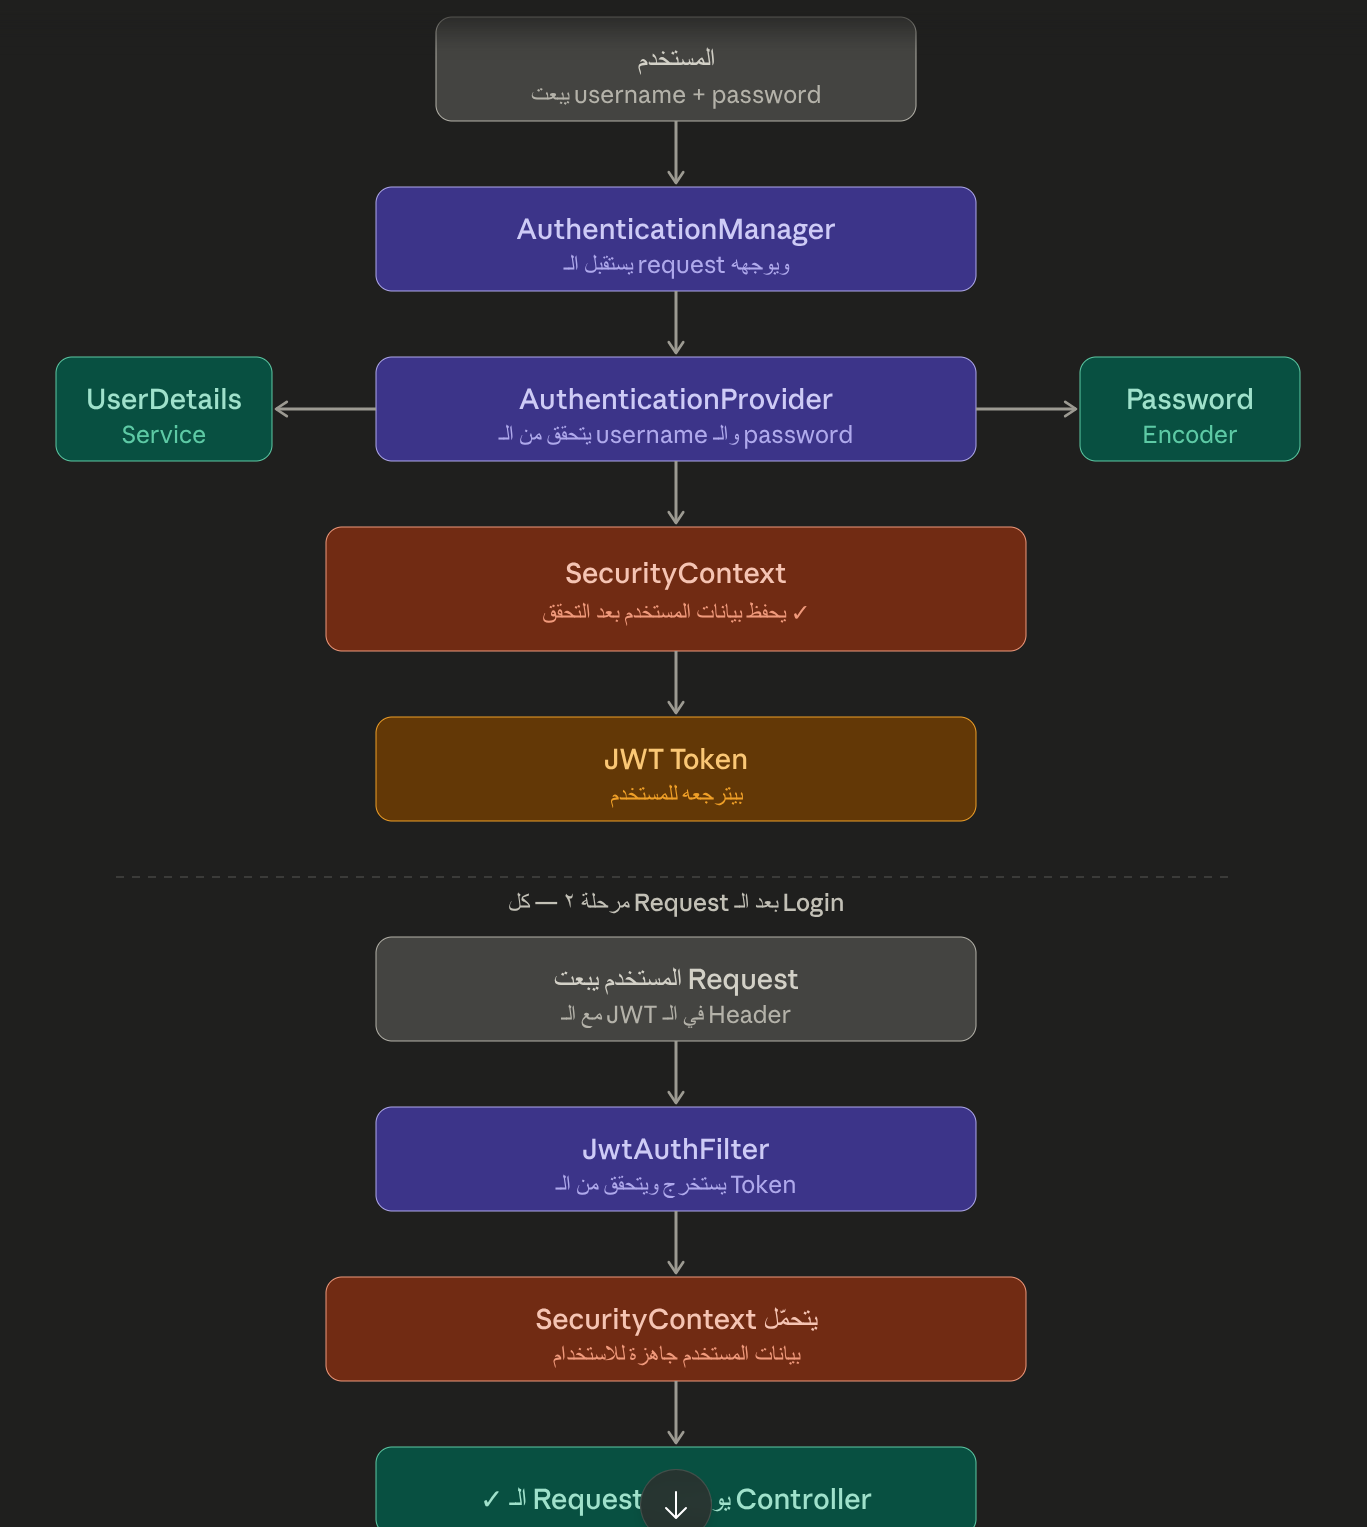 المستخدم
يبعت username + password
AuthenticationManager
يستقبل الـ request ويوجهه
UserDetails
Service
AuthenticationProvider
يتحقق من الـ username والـ password
Password
Encoder
SecurityContext
يحفظ بيانات المستخدم بعد التحقق ✓
JWT Token
بيترجعه للمستخدم
مرحلة ٢ — كل Request بعد الـ Login
المستخدم يبعت Request
مع الـ JWT في الـ Header
JwtAuthFilter
يستخرج ويتحقق من الـ Token
SecurityContext يتحمّل
بيانات المستخدم جاهزة للاستخدام
الـ Request الـ Controller ✓